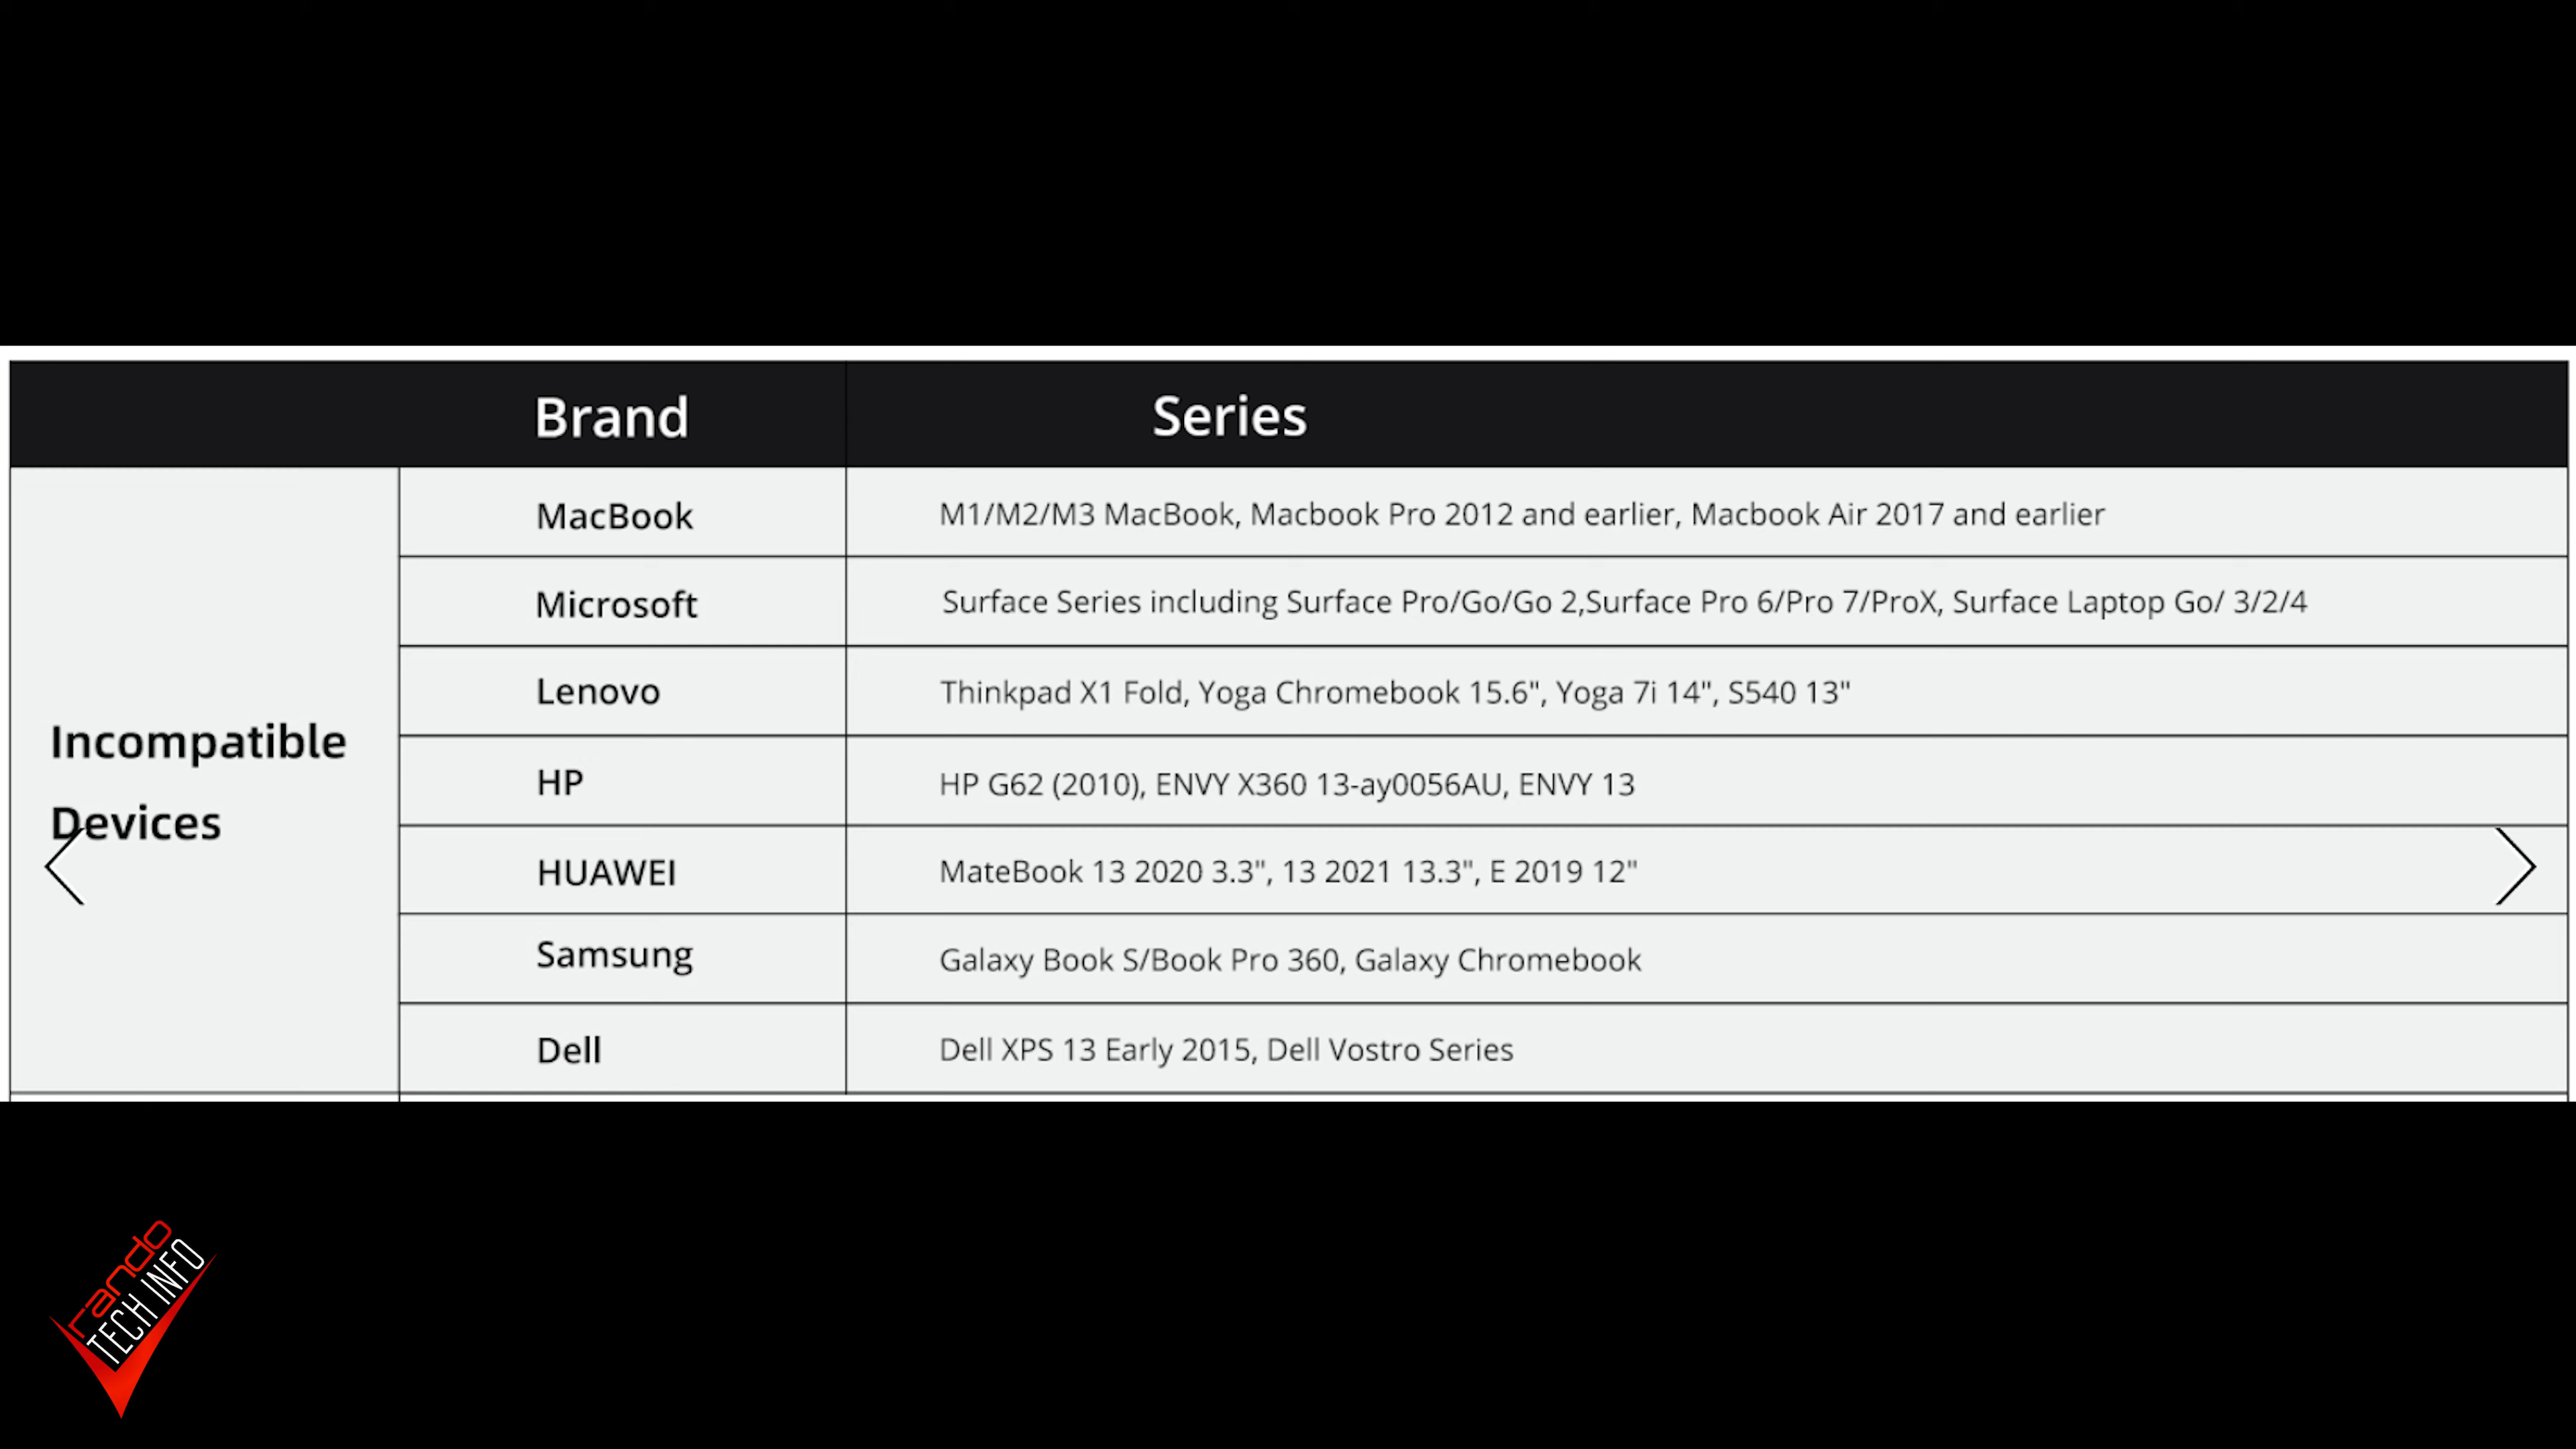 Brand Series
Incompatible
Devices
MacBook M1/M2/M3 MacBook, Macbook Pro 2012 and earlier, Macbook Air 2017 and earlier
Microsoft Surface Series including Surface Pro/Go/Go 2,Surface Pro 6/Pro 7/ProX, Surface Laptop Go/ 3/2/4
Lenovo Thinkpad X1 Fold, Yoga Chromebook 15.6", Yoga 7i 14", S540 13"
HP HP G62 (2010), ENVY X360 13-ay0056AU, ENVY 13
HUAWEI MateBook 13 2020 3.3", 13 2021 13.3", E 2019 12"
Samsung Galaxy Book S/Book Pro 360, Galaxy Chromebook
Dell Dell XPS 13 Early 2015, Dell Vostro Series
rando
TECH INFO